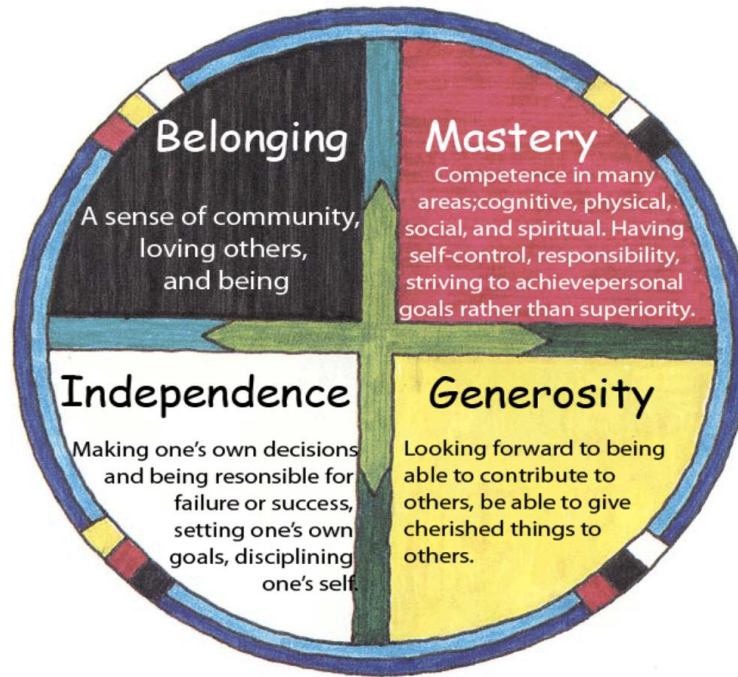 Belonging
A sense of community,
loving others,
and being
Mastery
Competence in many
areas;cognitive, physical,
social, and spiritual. Having
self-control, responsibility,
striving to achievepersonal
goals rather than superiority.
Independence
Making one's own decisions
and being resonsible for
failure or success,
setting one's own
goals, disciplining
one's self.
Generosity
Looking forward to being
able to contribute to
others, be able to give
cherished things to
others.